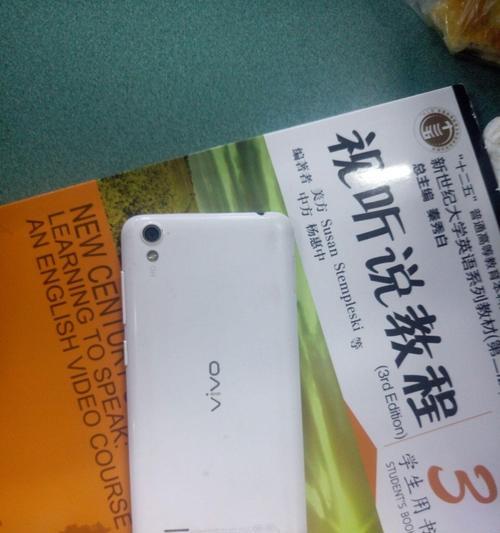 "十二五"普通高等教育本
新世纪大学英语系列教材(第二
总主编 秦秀白
视听说教程
(3rd Edition)
3
学生用书
STUDENT'S BOOK
编著者 美方 Susan Stempleski 等
中方 杨惠中
NEW CENTURY
LEARNING TO SPEAK:
AN ENGLISH VIDEO COURSE
vivo